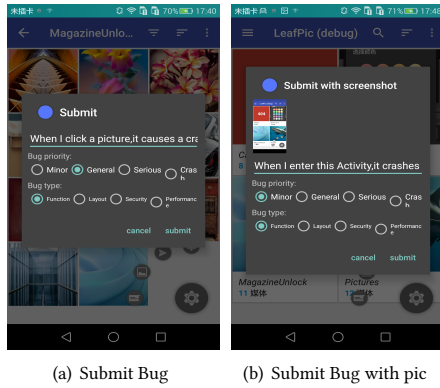 未插卡 70% 17:40
MagazineUnlo...
Submit
When I click a picture,it causes a cra
Bug priority:
Minor General Serious Cras
h
Bug type:
Function Layout Security Performanc
e
cancel submit
(a) Submit Bug
未插卡 71% 17:48
LeafPic (debug)
Submit with screenshot
When I enter this Activity,it crashes
Bug priority:
Minor General Serious Cras
h
Bug type:
Function Layout Security Performanc
e
cancel submit
MagazineUnlock Pictures
11 媒体
(b) Submit Bug with pic